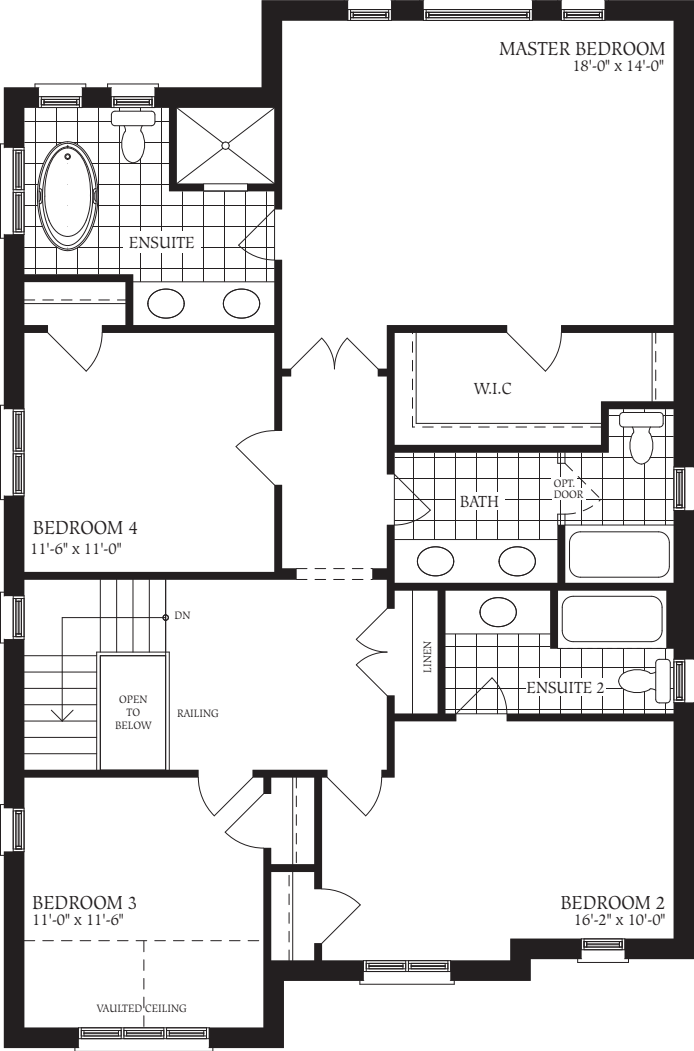 MASTER BEDROOM
18'-0" x 14'-0"
ENSUITE
W.I.C
BEDROOM 4
11'-6" x 11'-0"
BATH
OPT.
DOOR
DN
OPEN
TO
BELOW
RAILING
LINEN
ENSUITE 2
BEDROOM 3
11'-0" x 11'-6"
BEDROOM 2
16'-2" x 10'-0"
VAULTED CEILING